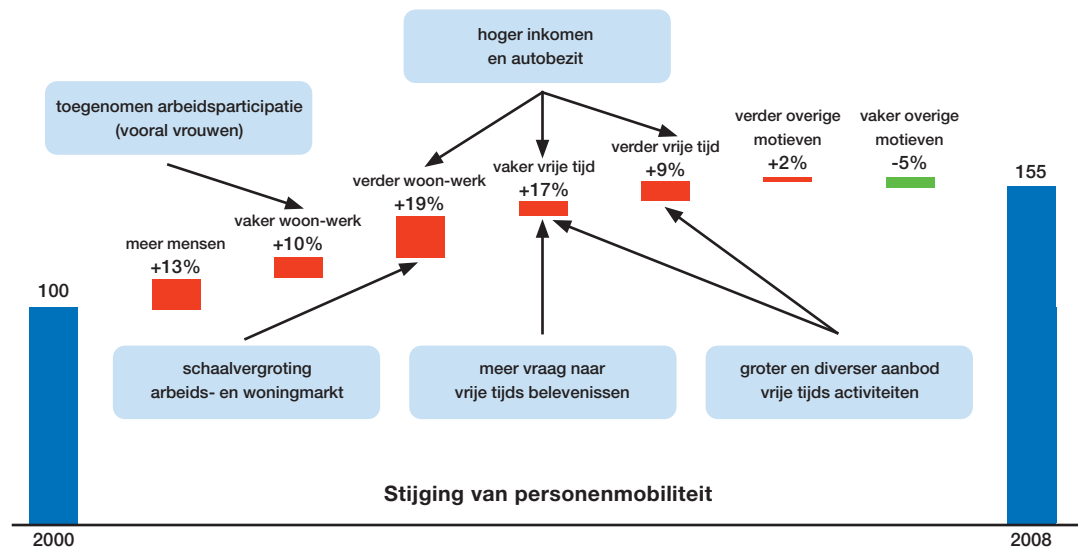 hoger inkomen
en autobezit
toegenomen arbeidsparticipatie
(vooral vrouwen)
meer mensen
+13%
vaker woon-werk
+10%
verder woon-werk
+19%
vaker vrije tijd
+17%
verder vrije tijd
+9%
verder overige
motieven
+2%
vaker overige
motieven
-5%
100
155
schaalvergroting
arbeids- en woningmarkt
meer vraag naar
vrije tijds belevenissen
groter en diverser aanbod
vrije tijds activiteiten
Stijging van personenmobiliteit
2000
2008